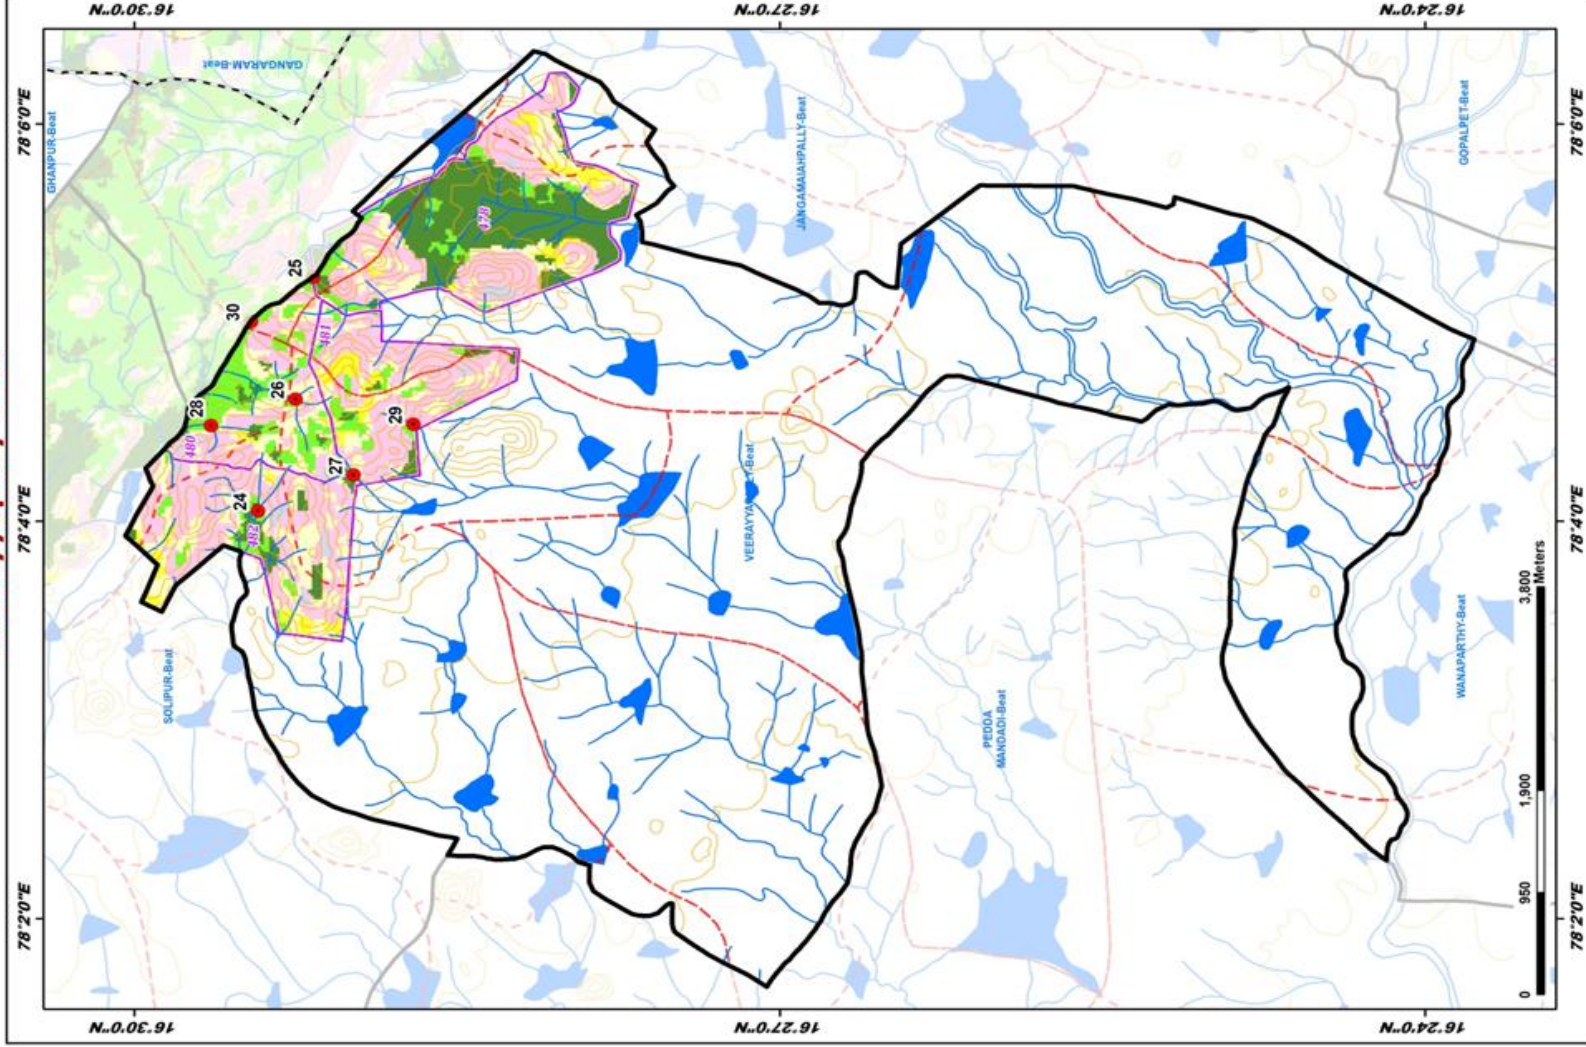 16°30'0"N
16°27'0"N
16°24'0"N
78°6'0"E
78°6'0"E
GHANPUR-Beat
GANGARAM-Beat
JANGAMAIAHPALLY-Beat
GOPALPET-Beat
478
25
30
481
26
28
29
480
27
24
482
78°4'0"E
78°4'0"E
SOLIPUR-Beat
PEDDA
MANDADI-Beat
WANAPARTHY-Beat
0
950
1,900
3,800
Meters
78°2'0"E
78°2'0"E
16°30'0"N
16°27'0"N
16°24'0"N